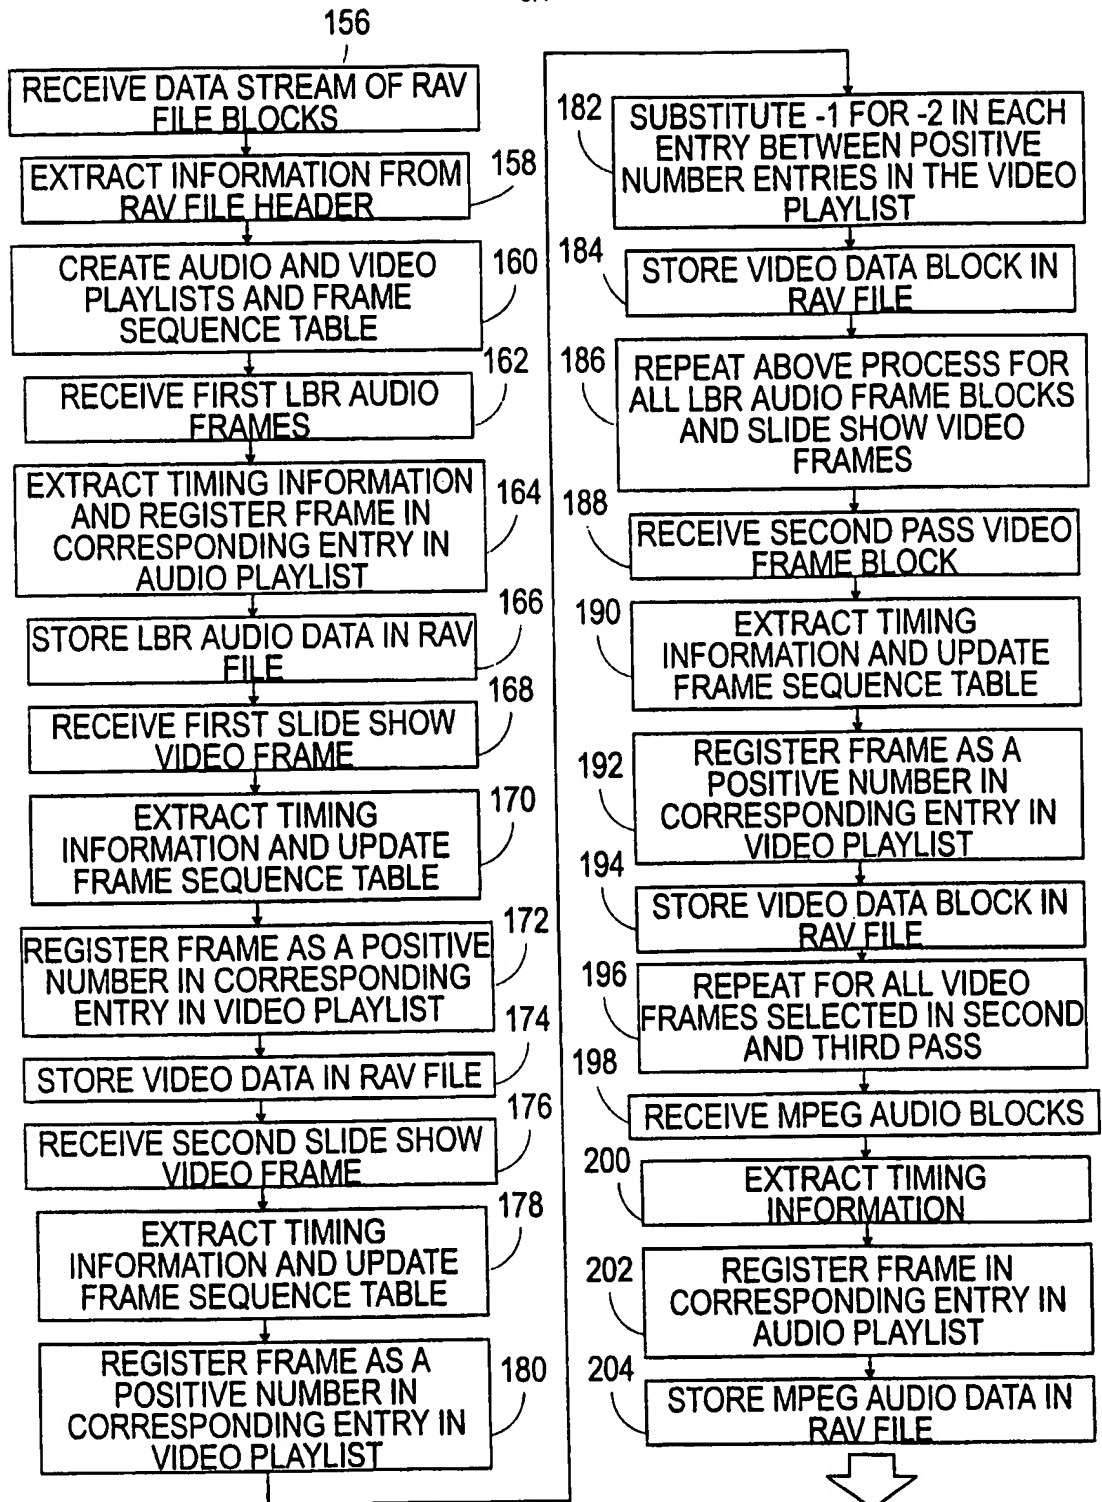 156
RECEIVE DATA STREAM OF RAV
FILE BLOCKS
158
EXTRACT INFORMATION FROM
RAV FILE HEADER
160
CREATE AUDIO AND VIDEO
PLAYLISTS AND FRAME
SEQUENCE TABLE
162
RECEIVE FIRST LBR AUDIO
FRAMES
164
EXTRACT TIMING INFORMATION
AND REGISTER FRAME IN
CORRESPONDING ENTRY IN
AUDIO PLAYLIST
166
STORE LBR AUDIO DATA IN RAV
FILE
168
RECEIVE FIRST SLIDE SHOW
VIDEO FRAME
170
EXTRACT TIMING
INFORMATION AND UPDATE
FRAME SEQUENCE TABLE
172
REGISTER FRAME AS A POSITIVE
NUMBER IN CORRESPONDING
ENTRY IN VIDEO PLAYLIST
174
STORE VIDEO DATA IN RAV FILE
176
RECEIVE SECOND SLIDE SHOW
VIDEO FRAME
178
EXTRACT TIMING
INFORMATION AND UPDATE
FRAME SEQUENCE TABLE
180
REGISTER FRAME AS A
POSITIVE NUMBER IN
CORRESPONDING ENTRY IN
VIDEO PLAYLIST
182
SUBSTITUTE -1 FOR -2 IN EACH
ENTRY BETWEEN POSITIVE
NUMBER ENTRIES IN THE VIDEO
PLAYLIST
184
STORE VIDEO DATA BLOCK IN
RAV FILE
186
REPEAT ABOVE PROCESS FOR
ALL LBR AUDIO FRAME BLOCKS
AND SLIDE SHOW VIDEO
FRAMES
188
RECEIVE SECOND PASS VIDEO
FRAME BLOCK
190
EXTRACT TIMING
INFORMATION AND UPDATE
FRAME SEQUENCE TABLE
192
REGISTER FRAME AS A
POSITIVE NUMBER IN
CORRESPONDING ENTRY IN
VIDEO PLAYLIST
194
STORE VIDEO DATA BLOCK IN
RAV FILE
196
REPEAT FOR ALL VIDEO
FRAMES SELECTED IN SECOND
AND THIRD PASS
198
RECEIVE MPEG AUDIO BLOCKS
200
EXTRACT TIMING
INFORMATION
202
REGISTER FRAME IN
CORRESPONDING ENTRY IN
AUDIO PLAYLIST
204
STORE MPEG AUDIO DATA IN
RAV FILE